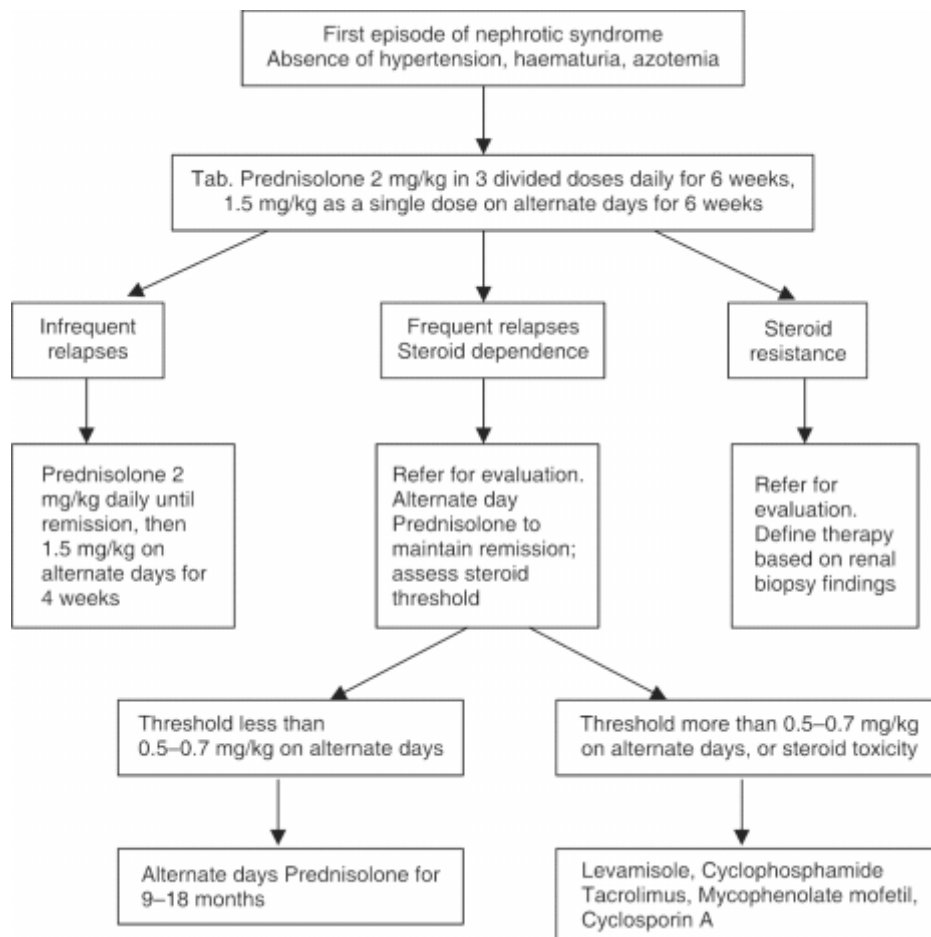 First episode of nephrotic syndrome
Absence of hypertension, haematuria, azotemia
Tab. Prednisolone 2 mg/kg in 3 divided doses daily for 6 weeks,
1.5 mg/kg as a single dose on alternate days for 6 weeks
Infrequent
relapses
Frequent relapses
Steroid dependence
Steroid
resistance
Prednisolone 2
mg/kg daily until
remission, then
1.5 mg/kg on
alternate days for
4 weeks
Refer for evaluation.
Alternate day
Prednisolone to
maintain remission;
assess steroid
threshold
Refer for
evaluation.
Define therapy
based on renal
biopsy findings
Threshold less than
0.5–0.7 mg/kg on alternate days
Threshold more than 0.5–0.7 mg/kg
on alternate days, or steroid toxicity
Alternate days Prednisolone for
9–18 months
Levamisole, Cyclophosphamide
Tacrolimus, Mycophenolate mofetil,
Cyclosporin A